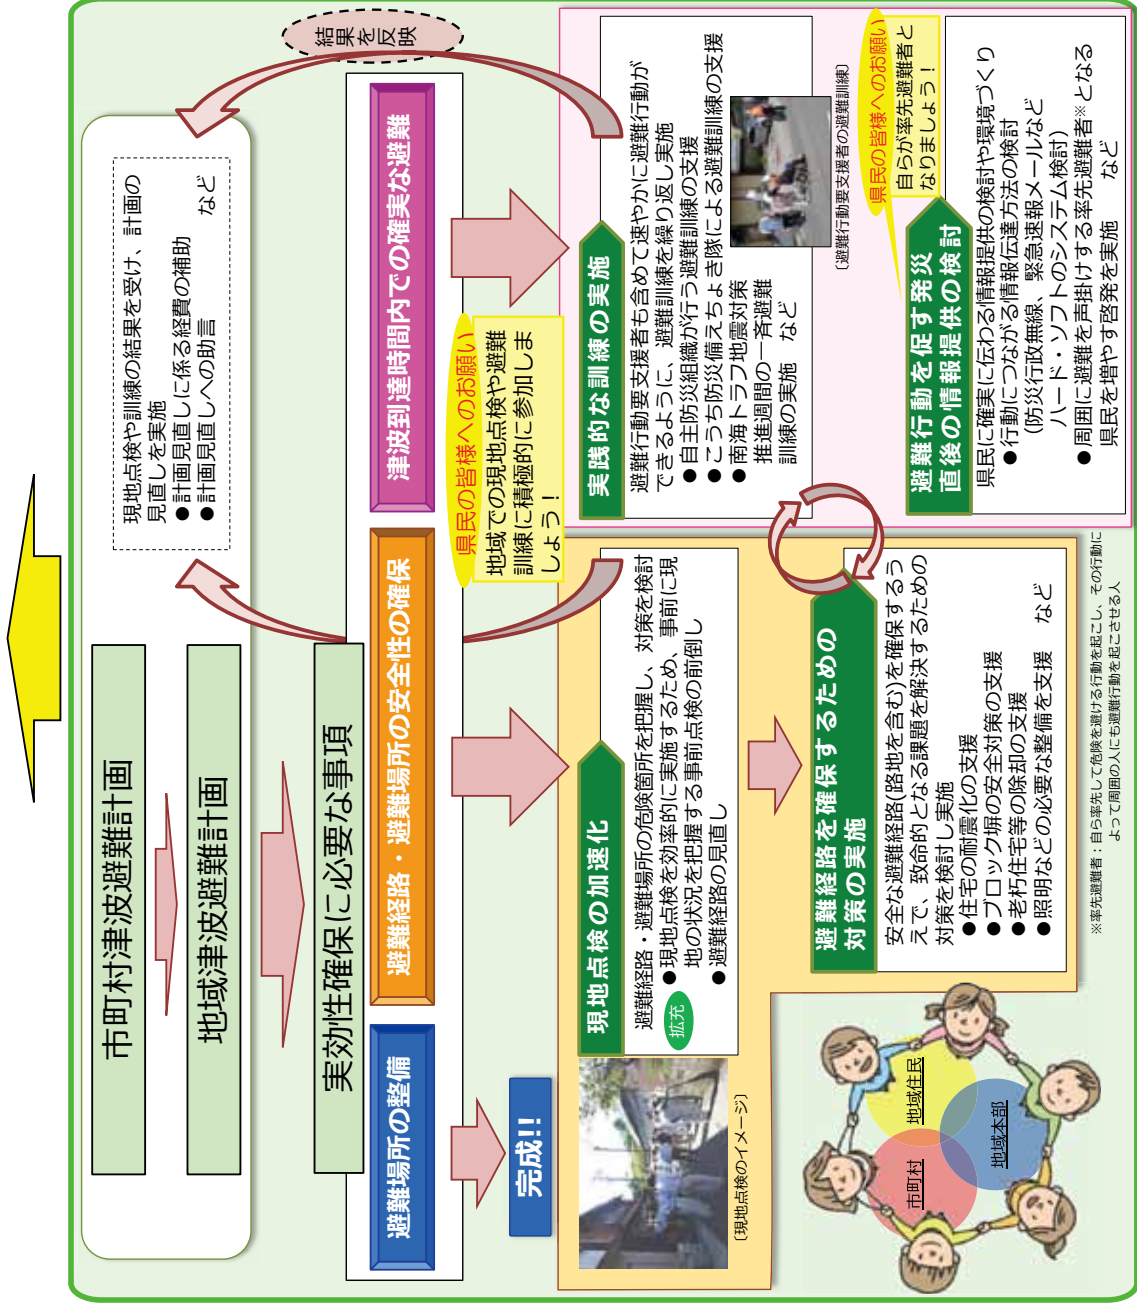 市町村津波避難計画
地域津波避難計画
現地点検や訓練の結果を受け、計画の
見直しを実施
●計画見直しに係る経費の補助
●計画見直しへの助言　など
結果を反映
実効性確保に必要な事項
避難場所の整備
避難経路・避難場所の安全性の確保
津波到達時間内での確実な避難
完成!!
県民の皆様へのお願い
地域での現地点検や避難
訓練に積極的に参加しま
しょう！
現地点検の加速化
避難経路・避難場所の危険箇所を把握し、対策を検討
拡充
●現地点検を効率的に実施するため、事前に現
地の状況を把握する事前点検の前倒し
●避難経路の見直し
〔現地点検のイメージ〕
避難経路を確保するための
対策の実施
安全な避難経路(路地を含む)を確保するう
えで、致命的となる課題を解決するための
対策を検討し実施
●住宅の耐震化の支援
●ブロック塀の安全対策の支援
●老朽住宅等の除却の支援
●照明などの必要な整備を支援　など
実践的な訓練の実施
避難行動要支援者も含めて速やかに避難行動が
できるように、避難訓練を繰り返し実施
●自主防災組織が行う避難訓練の支援
●こうち防災備えちょき隊による避難訓練の支援
●南海トラフ地震対策
推進週間の一斉避難
訓練の実施　など
〔避難行動要支援者の避難訓練〕
県民の皆様へのお願い
自らが率先避難者と
なりましょう！
避難行動を促す発災
直後の情報提供の検討
県民に確実に伝わる情報提供の検討や環境づくり
●行動につながる情報伝達方法の検討
(防災行政無線、緊急速報メールなど
ハード・ソフトのシステム検討)
●周囲に避難を声掛けする率先避難者※となる
県民を増やす啓発を実施　など
市町村
地域住民
地域本部
※率先避難者：自ら率先して危険を避ける行動を起こし、その行動に
よって周囲の人にも避難行動を起こさせる人